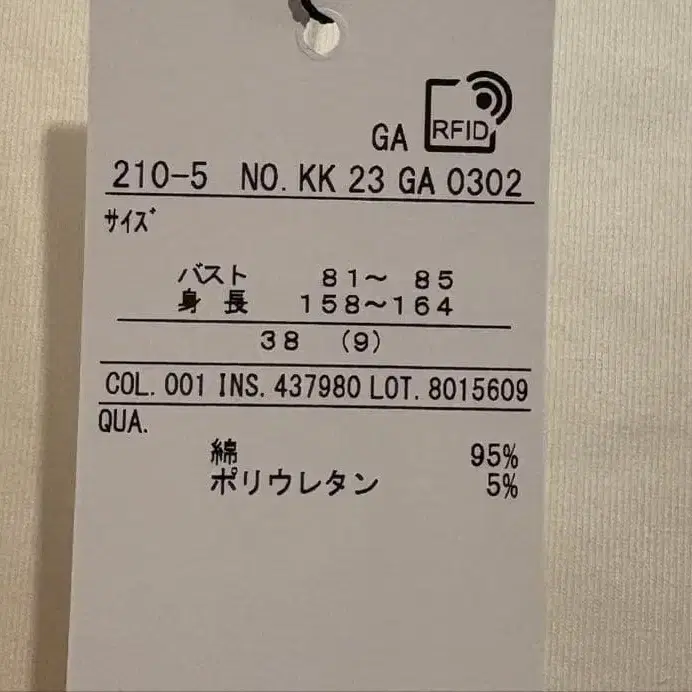 GA RFID
210-5 NO. KK 23 GA 0302
ｻｲｽﾞ
バスト 81～ 85
身 長 158～164
38 (9)
COL. 001 INS. 437980 LOT. 8015609
QUA.
綿 95%
ポリウレタン 5%